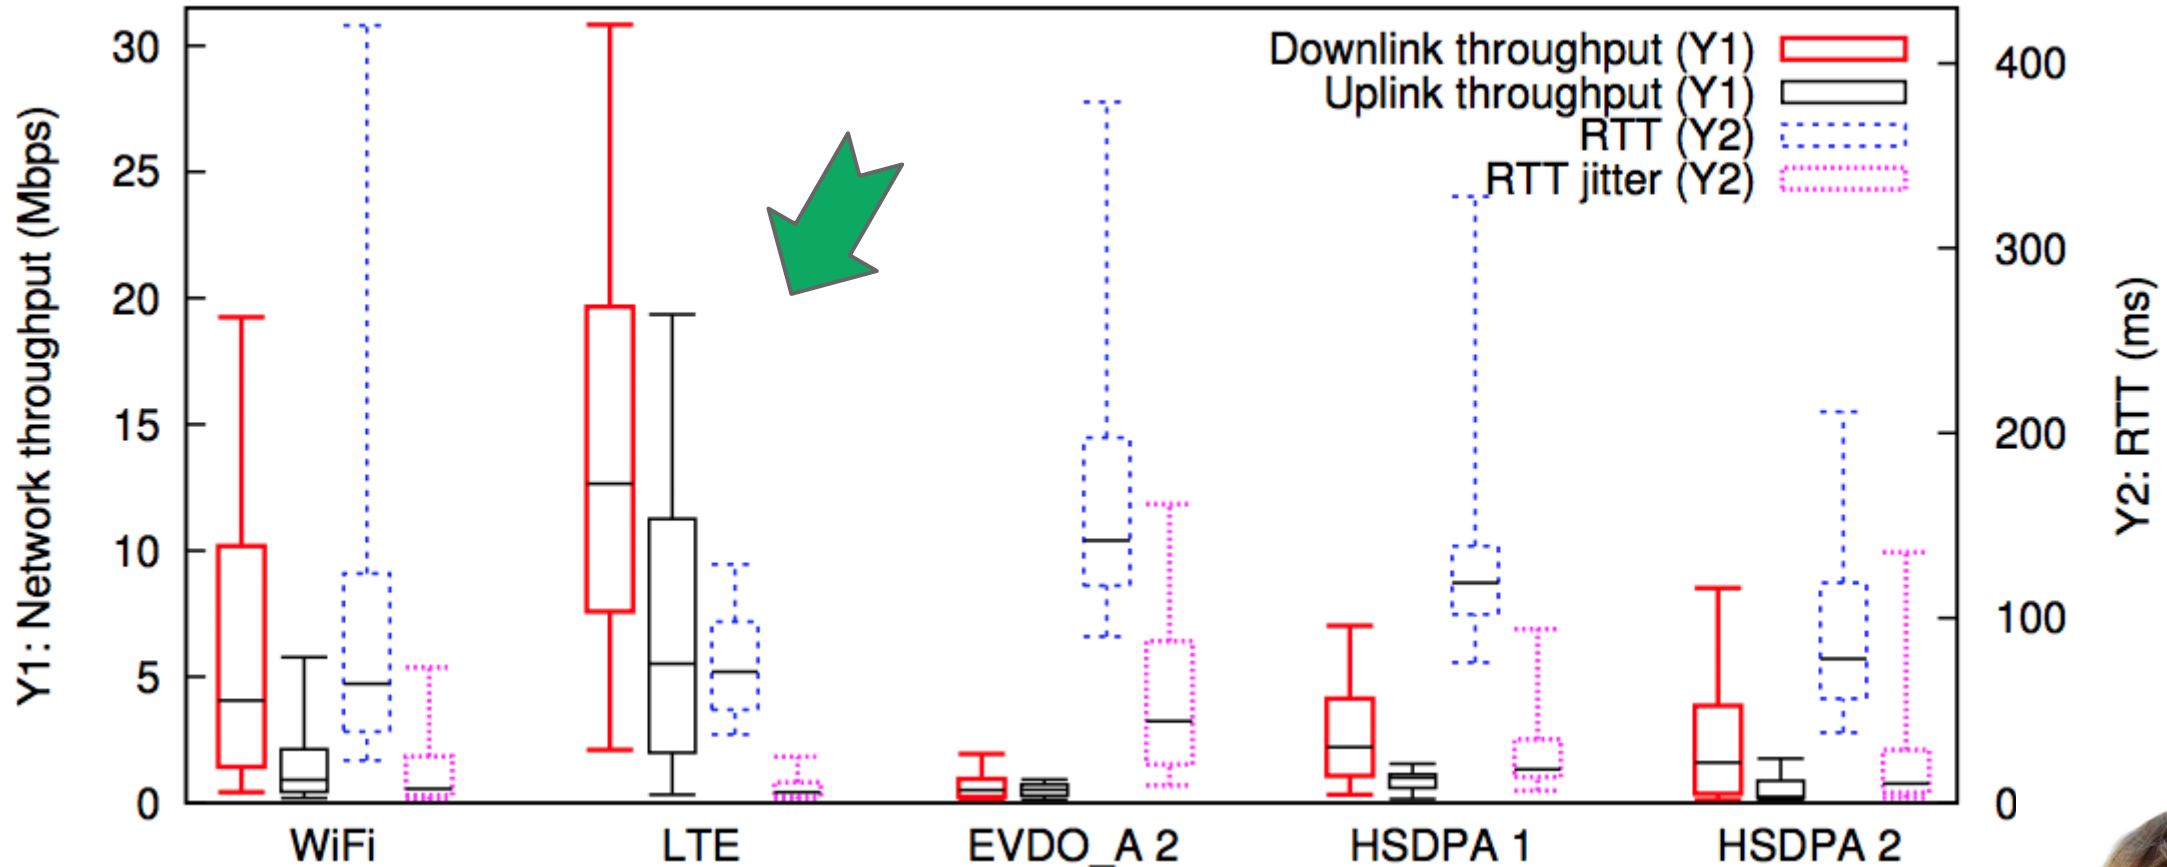 Y1: Network throughput (Mbps)
30
25
20
15
10
5
0
Downlink throughput (Y1)
Uplink throughput (Y1)
RTT (Y2)
RTT jitter (Y2)
400
300
200
100
0
Y2: RTT (ms)
WiFi LTE EVDO_A 2 HSDPA 1 HSDPA 2